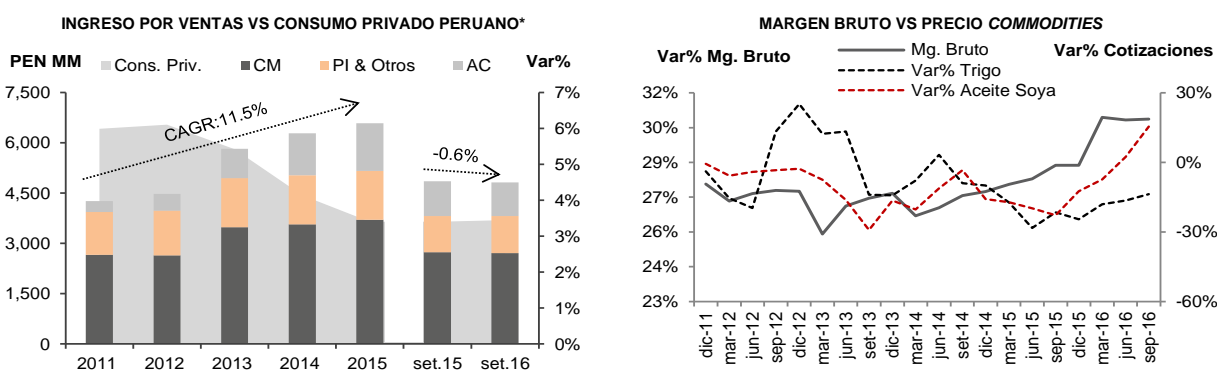 INGRESO POR VENTAS VS CONSUMO PRIVADO PERUANO*
PEN MM
Cons. Priv.
CM
PI & Otros
AC
Var%
7,500
6,000
4,500
3,000
1,500
0
7%
6%
5%
4%
3%
2%
1%
0%
CAGR:11.5%
-0.6%
2011
2012
2013
2014
2015
set.15
set.16
MARGEN BRUTO VS PRECIO COMMODITIES
Var% Mg. Bruto
Mg. Bruto
Var% Trigo
Var% Aceite Soya
Var% Cotizaciones
32%
30%
29%
27%
26%
24%
23%
30%
0%
-30%
-60%
dic-11
mar-12
jun-12
sep-12
dic-12
mar-13
jun-13
set-13
dic-13
mar-14
jun-14
set-14
dic-14
mar-15
jun-15
sep-15
dic-15
mar-16
jun-16
sep-16